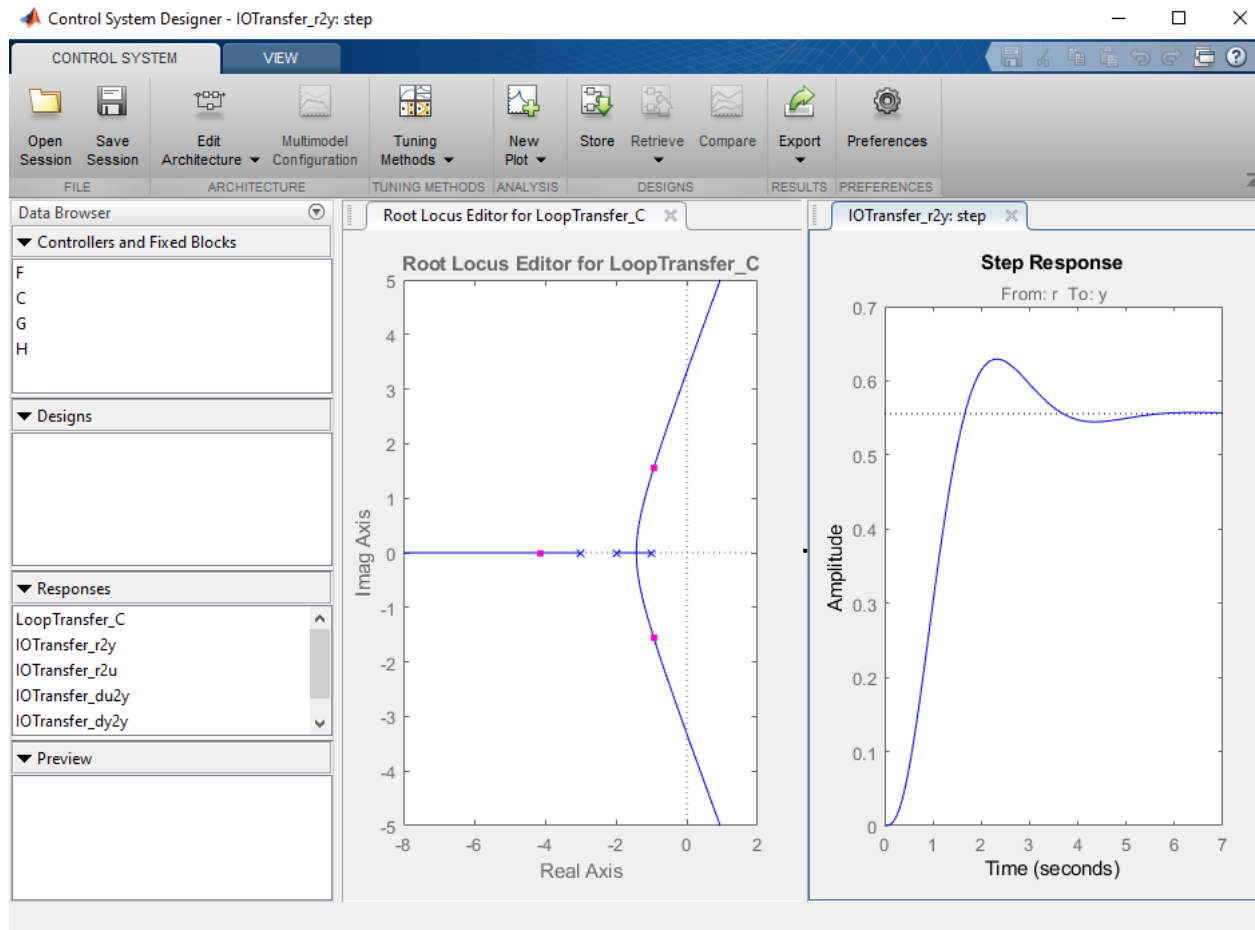 Control System Designer - IOTransfer_r2y: step
CONTROL SYSTEM
VIEW
Open Session
Save Session
Edit Architecture
Multimodel Configuration
Tuning Methods
New Plot
Store
Retrieve
Compare
Export
Preferences
FILE
ARCHITECTURE
TUNING METHODS
ANALYSIS
DESIGNS
RESULTS
PREFERENCES
Data Browser
Controllers and Fixed Blocks
F
C
G
H
Designs
Responses
LoopTransfer_C
IOTransfer_r2y
IOTransfer_r2u
IOTransfer_du2y
IOTransfer_dy2y
Preview
Root Locus Editor for LoopTransfer_C
Root Locus Editor for LoopTransfer_C
5
4
3
2
1
0
-1
-2
-3
-4
-5
Imag Axis
-8 -6 -4 -2 0 2
Real Axis
IOTransfer_r2y: step
Step Response
From: r To: y
0.7
0.6
0.5
0.4
0.3
0.2
0.1
0
Amplitude
0 1 2 3 4 5 6 7
Time (seconds)